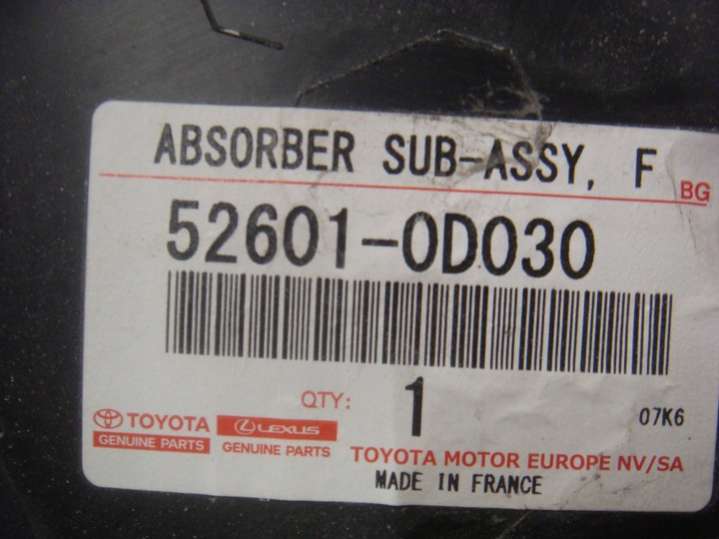 ABSORBER SUB-ASSY, F
BG
52601-0D030
QTY: 1
07K6
TOYOTA LEXUS
GENUINE PARTS GENUINE PARTS
TOYOTA MOTOR EUROPE NV/SA
MADE IN FRANCE